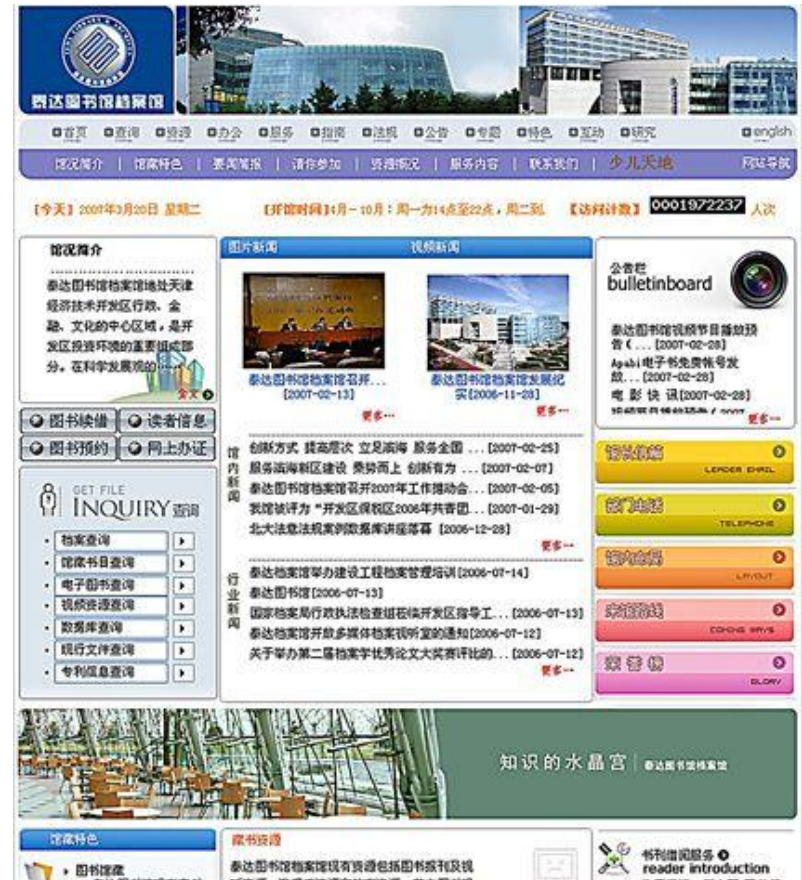 泰达图书馆档案馆
首页 查询 资源 办公 服务 指南 法规 公告 专题 特色 互动 研究 english
馆况简介 | 馆藏特色 | 要闻简报 | 请你参加 | 资源概况 | 服务内容 | 联系我们 | 少儿天地 网站导航
【今天】2007年3月20日 星期二 【开馆时间】4月-10月：周一为14点至22点，周二到 【访问计数】 0001972237 人次
馆况简介
泰达图书馆档案馆地处天津
经济技术开发区行政、金
融、文化的中心区域，是开
发区投资环境的重要组成部
分。在科学发展观的……
全文
图书续借 读者信息
图书预约 网上办证
GET FILE
INQUIRY 查询
档案查询
馆藏书目查询
电子图书查询
视频资源查询
数据库查询
现行文件查询
专利信息查询
图片新闻 视频新闻
泰达图书馆档案馆召开...
[2007-02-13]
更多
泰达图书馆档案馆发展纪
实[2006-11-28]
更多
馆内新闻
创新方式 提高层次 立足滨海 服务全国 ...[2007-02-25]
服务滨海新区建设 乘势而上 创新有为 ...[2007-02-07]
泰达图书馆档案馆召开2007年工作推动会...[2007-02-05]
我馆被评为“开发区保税区2006年共青团...[2007-01-29]
北大法意法规案例数据库讲座落幕 [2006-12-28]
更多
行业新闻
泰达档案馆举办建设工程档案管理培训[2006-07-14]
泰达图书馆[2006-07-13]
国家档案局行政执法检查组莅临开发区指导工...[2006-07-13]
泰达档案馆开放多媒体档案视听室的通知[2006-07-12]
关于举办第二届档案学优秀论文大奖赛评比的...[2006-07-12]
更多
公告栏
bulletinboard
泰达图书馆视频节目播放预
告(...[2007-02-28]
Apabi电子书免费帐号发
放...[2007-02-28]
电 影 快 讯[2007-02-28]
更多
馆长信箱
LEADER EMAIL
部门电话
TELEPHONE
馆内布局
LAYOUT
来馆路线
COMING WAYS
荣誉榜
GLORY
知识的水晶宫 | 泰达图书馆档案馆
馆藏特色
图书馆藏
藏书资源
泰达图书馆档案馆现有资源包括图书报刊及视
书刊借阅服务
reader introduction